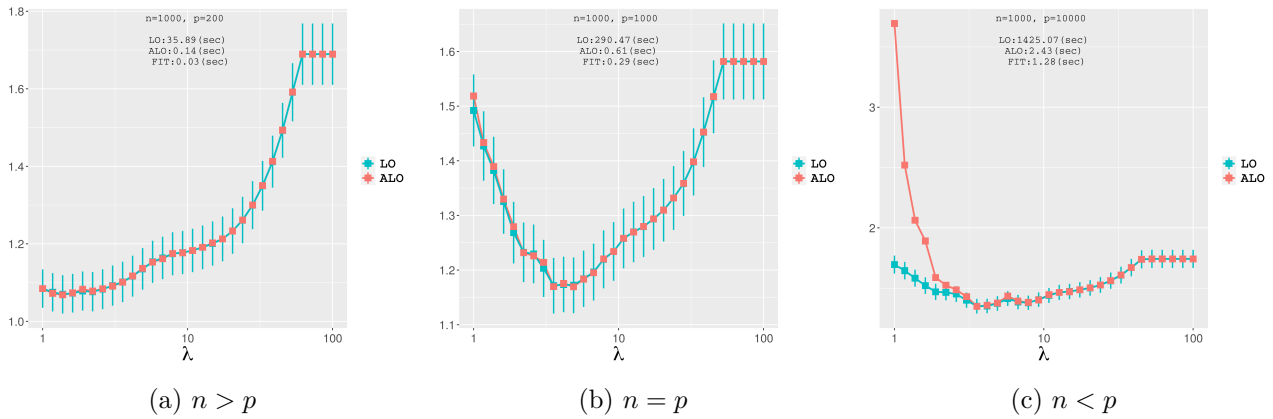 n=1000, p=200
LO:35.89(sec)
ALO:0.14(sec)
FIT:0.03(sec)
1.8
1.6
1.4
1.2
1.0
1
10
100
λ
LO
ALO
(a) n > p
n=1000, p=1000
LO:290.47(sec)
ALO:0.61(sec)
FIT:0.29(sec)
1.6
1.5
1.4
1.3
1.2
1.1
1
10
100
λ
LO
ALO
(b) n = p
n=1000, p=10000
LO:1425.07(sec)
ALO:2.43(sec)
FIT:1.28(sec)
3
2
1
10
100
λ
LO
ALO
(c) n < p